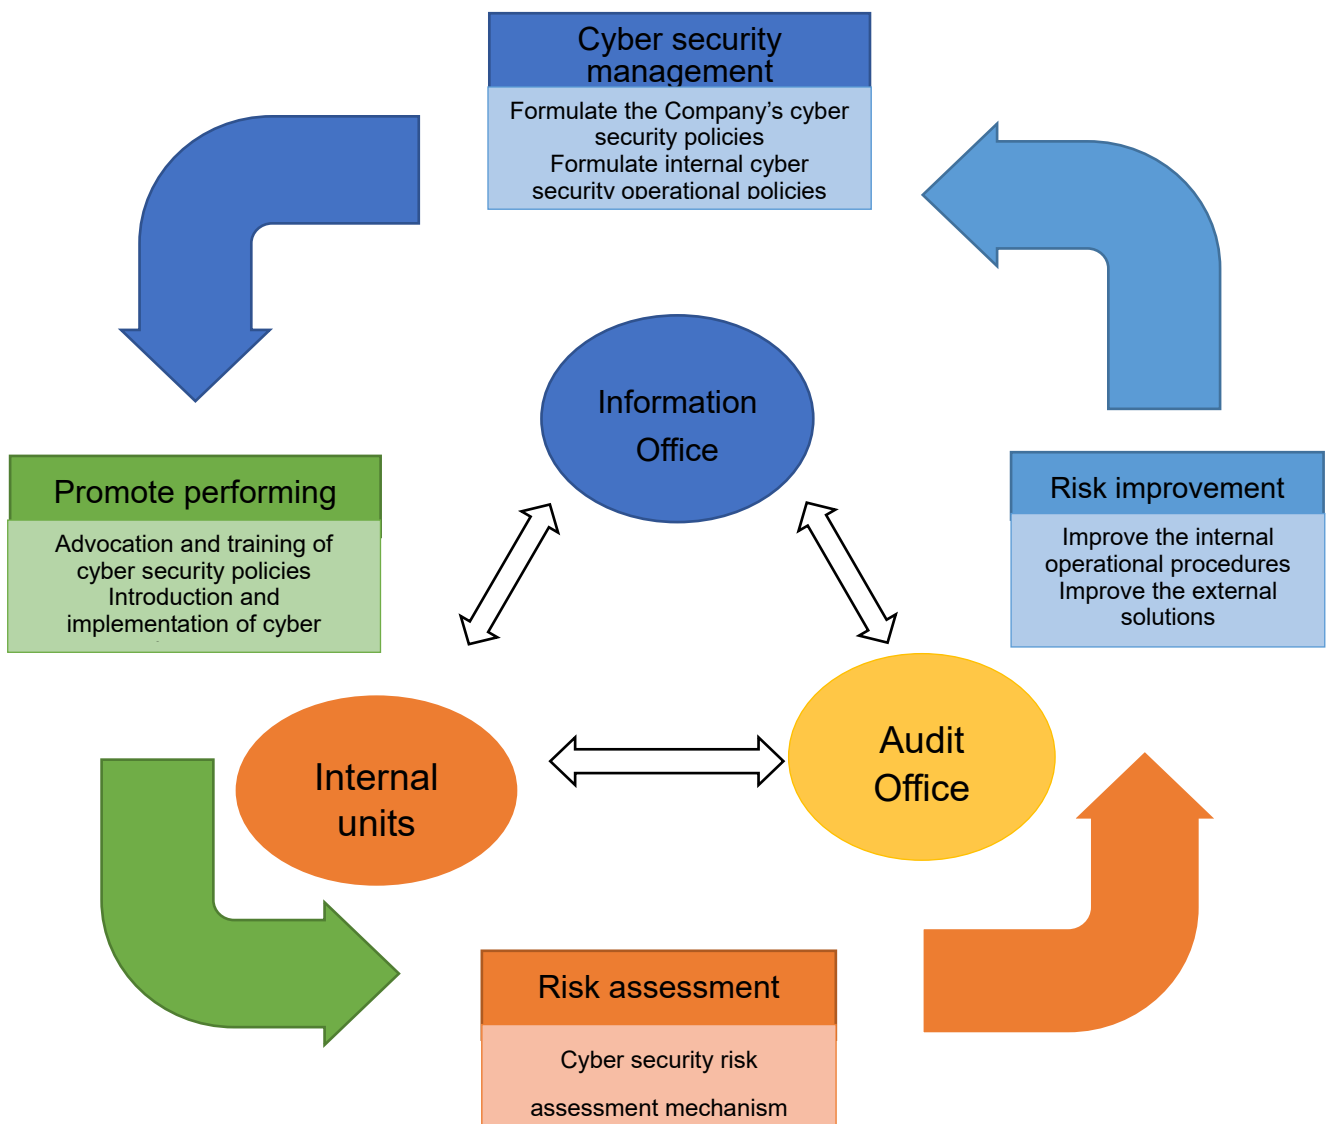 Cyber security
management
Formulate the Company's cyber
security policies
Formulate internal cyber
security operational policies
Information
Office
Promote performing
Advocation and training of
cyber security policies
Introduction and
implementation of cyber
Risk improvement
Improve the internal
operational procedures
Improve the external
solutions
Internal
units
Audit
Office
Risk assessment
Cyber security risk
assessment mechanism